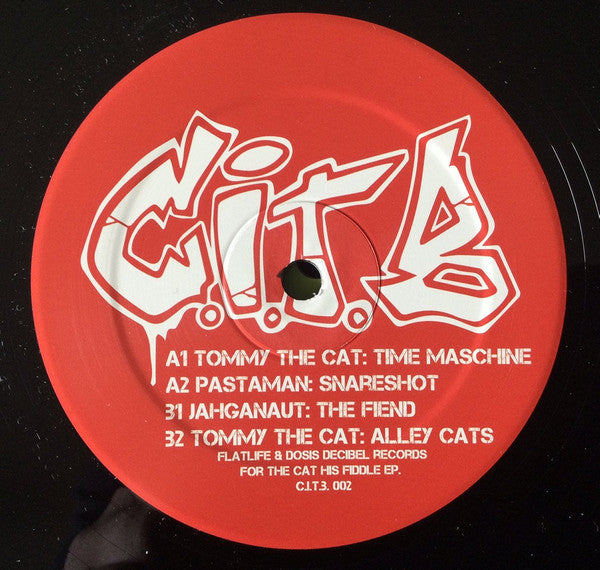 C.I.T.B
A1 TOMMY THE CAT: TIME MASCHINE
A2 PASTAMAN: SNARESHOT
B1 JAHGANAUT: THE FIEND
B2 TOMMY THE CAT: ALLEY CATS
FLATLIFE & DOSIS DECIBEL RECORDS
FOR THE CAT HIS FIDDLE EP.
C.I.T.B. 002